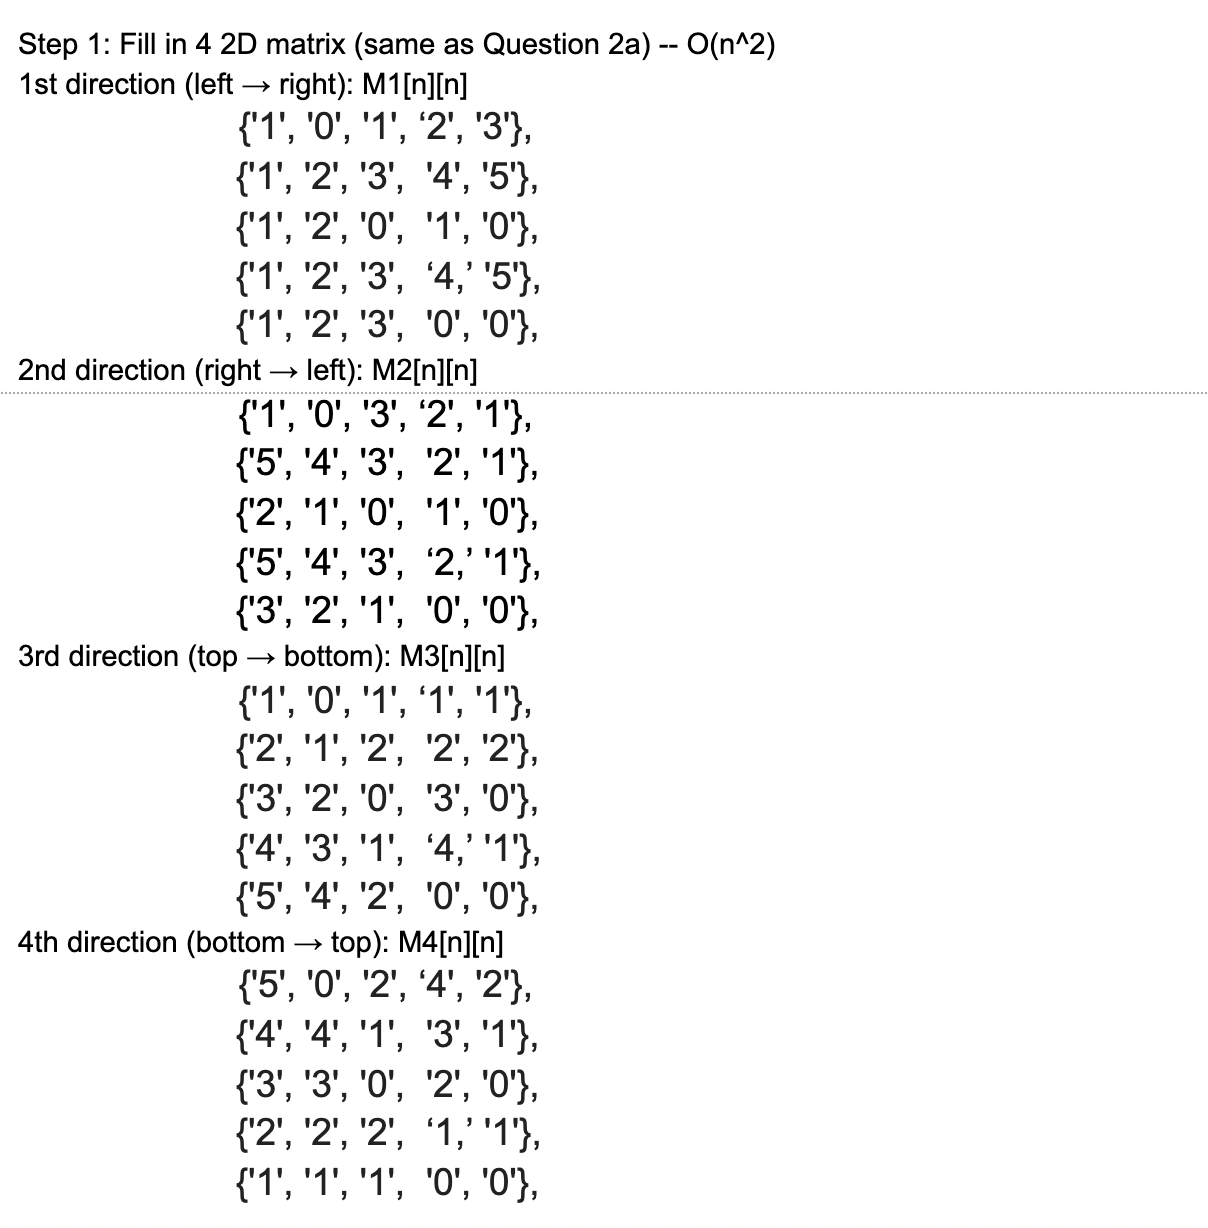 Step 1: Fill in 4 2D matrix (same as Question 2a) -- O(n^2)
1st direction (left → right): M1[n][n]
{'1', '0', '1', ‘2', '3'},
{'1', '2', '3', '4', '5'},
{'1', '2', '0', '1', '0'},
{'1', '2', '3', ‘4,’ '5'},
{'1', '2', '3', '0', '0'},
2nd direction (right → left): M2[n][n]
{'1', '0', '3', ‘2', '1'},
{'5', '4', '3', '2', '1'},
{'2', '1', '0', '1', '0'},
{'5', '4', '3', ‘2,’ '1'},
{'3', '2', '1', '0', '0'},
3rd direction (top → bottom): M3[n][n]
{'1', '0', '1', ‘1', '1'},
{'2', '1', '2', '2', '2'},
{'3', '2', '0', '3', '0'},
{'4', '3', '1', ‘4,’ '1'},
{'5', '4', '2', '0', '0'},
4th direction (bottom → top): M4[n][n]
{'5', '0', '2', ‘4', '2'},
{'4', '4', '1', '3', '1'},
{'3', '3', '0', '2', '0'},
{'2', '2', '2', ‘1,’ '1'},
{'1', '1', '1', '0', '0'},